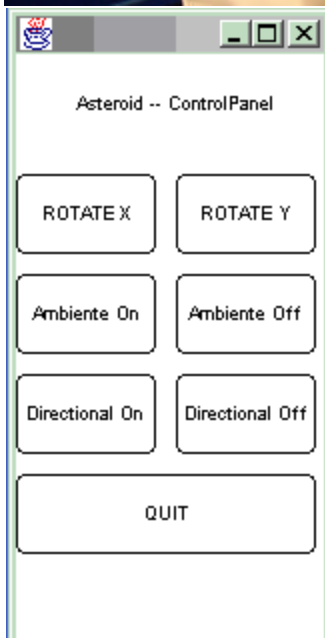 Asteroid -- ControlPanel
ROTATE X ROTATE Y
Ambiente On Ambiente Off
Directional On Directional Off
QUIT